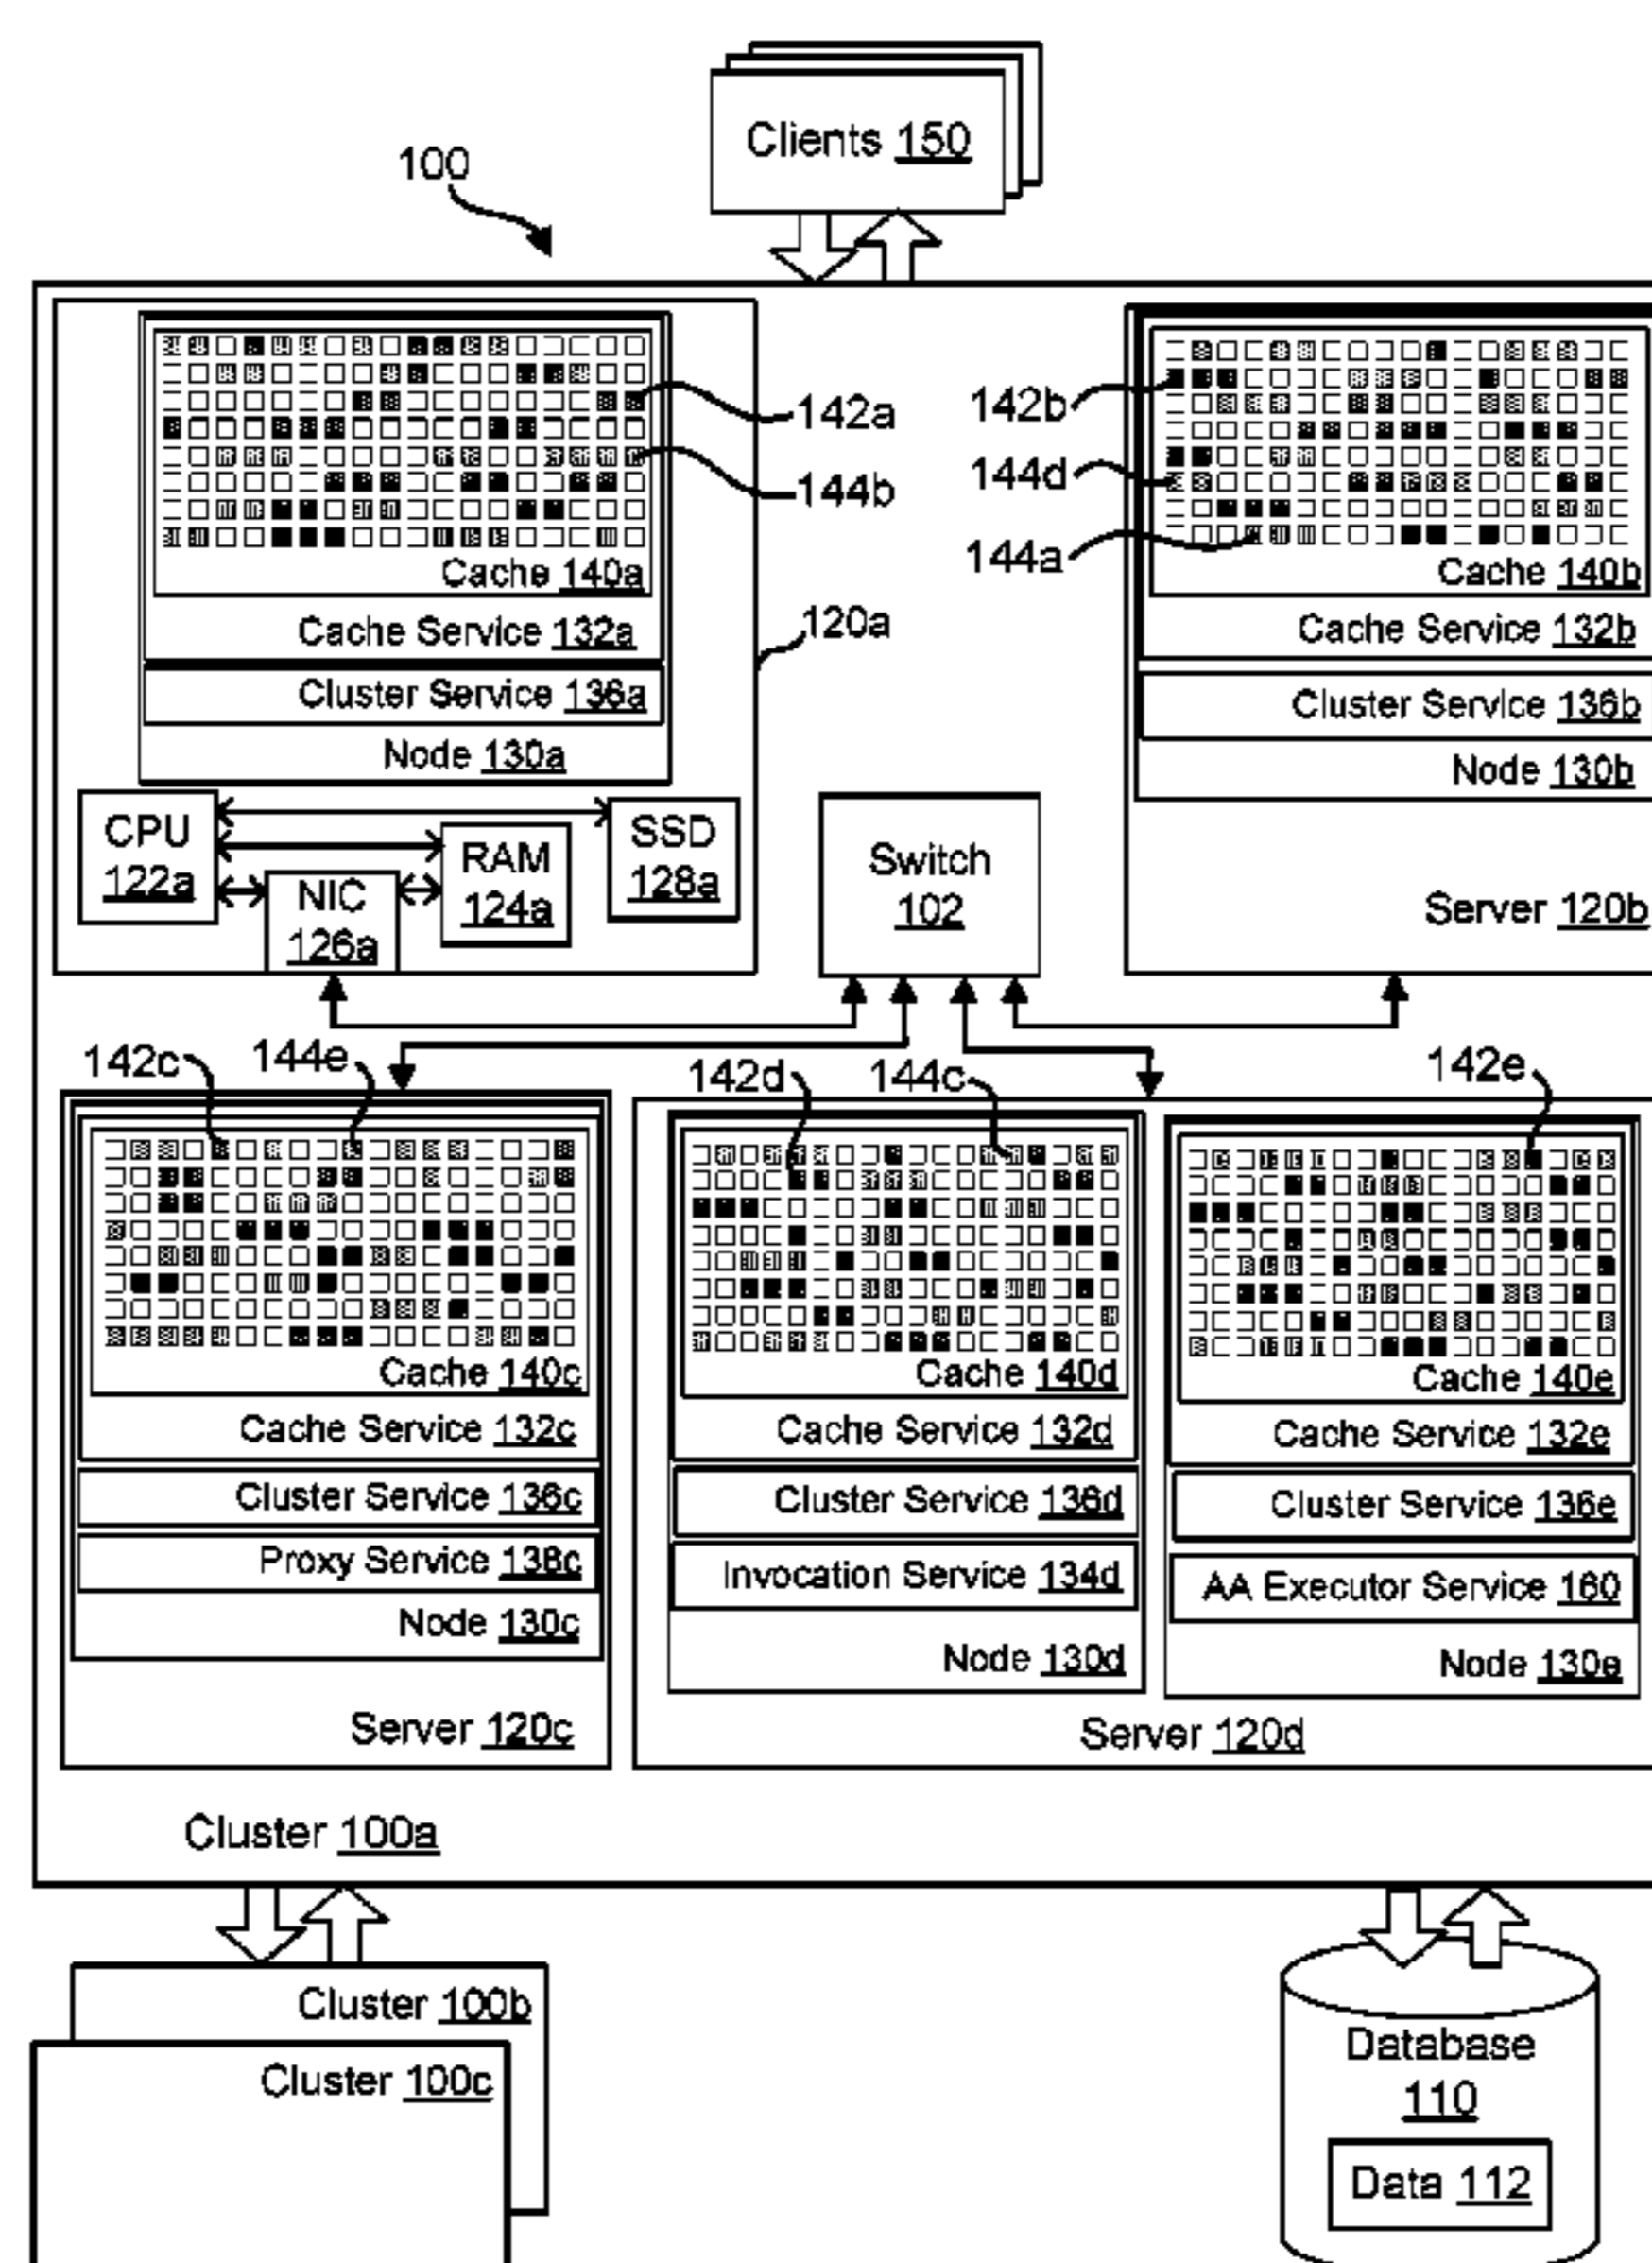 Clients 150
100
142a
144b
142b
144d
144a
Cache 140a
Cache Service 132a
Cluster Service 136a
Node 130a
120a
Cache 140b
Cache Service 132b
Cluster Service 136b
Node 130b
Server 120b
CPU
122a
NIC
126a
RAM
124a
SSD
128a
Switch
102
142c
144e
142d
144c
142e
Cache 140c
Cache Service 132c
Cluster Service 136c
Proxy Service 138c
Node 130c
Server 120c
Cache 140d
Cache Service 132d
Cluster Service 136d
Invocation Service 134d
Node 130d
Cache 140e
Cache Service 132e
Cluster Service 136e
AA Executor Service 160
Node 130e
Server 120d
Cluster 100a
Cluster 100b
Cluster 100c
Database
110
Data 112